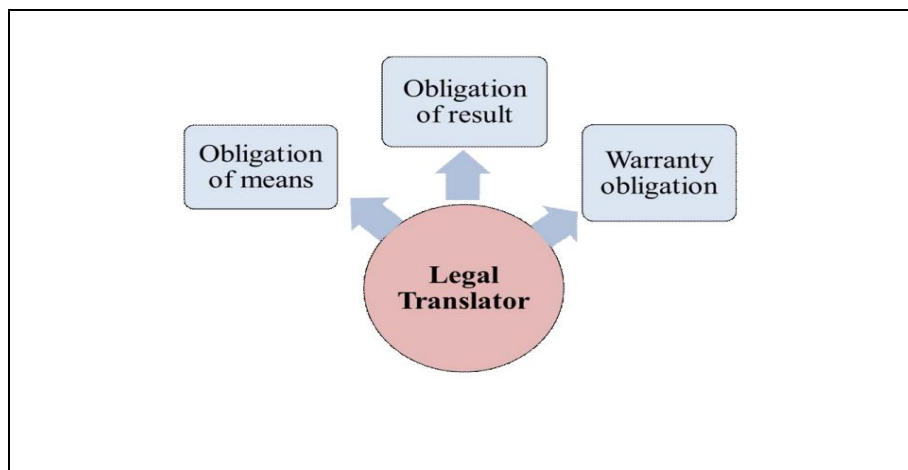 Obligation
of result
Obligation
of means
Warranty
obligation
Legal
Translator